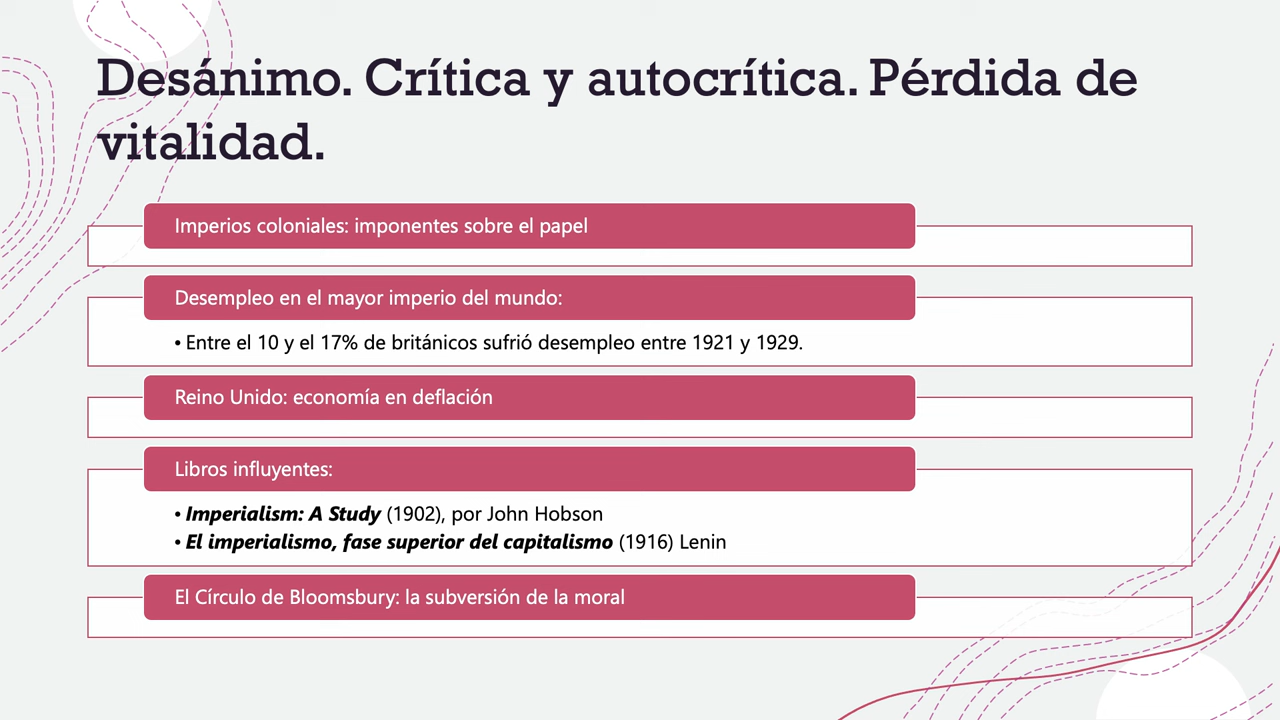 Desánimo. Crítica y autocrítica. Pérdida de
vitalidad.
Imperios coloniales: imponentes sobre el papel
Desempleo en el mayor imperio del mundo:
• Entre el 10 y el 17% de británicos sufrió desempleo entre 1921 y 1929.
Reino Unido: economía en deflación
Libros influyentes:
• Imperialism: A Study (1902), por John Hobson
• El imperialismo, fase superior del capitalismo (1916) Lenin
El Círculo de Bloomsbury: la subversión de la moral